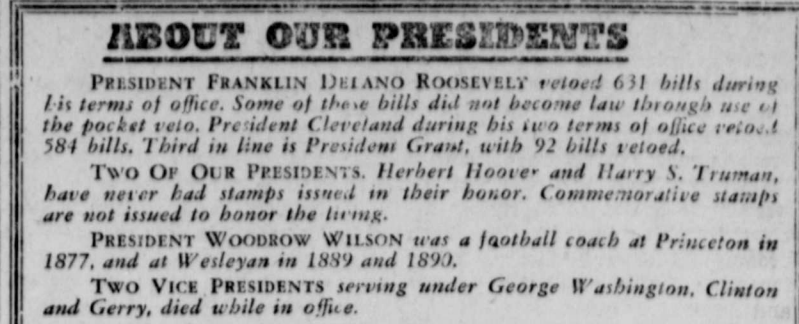 ABOUT OUR PRESIDENTS
PRESIDENT FRANKLIN DELANO ROOSEVELT vetoed 631 bills during
his terms of office. Some of these bills did not become law through use of
the pocket veto. President Cleveland during his two terms of office vetoed
584 bills. Third in line is President Grant, with 92 bills vetoed.
TWO OF OUR PRESIDENTS. Herbert Hoover and Harry S. Truman,
have never had stamps issued in their honor. Commemorative stamps
are not issued to honor the living.
PRESIDENT WOODROW WILSON was a football coach at Princeton in
1877, and at Wesleyan in 1889 and 1890.
TWO VICE PRESIDENTS serving under George Washington, Clinton
and Gerry, died while in office.